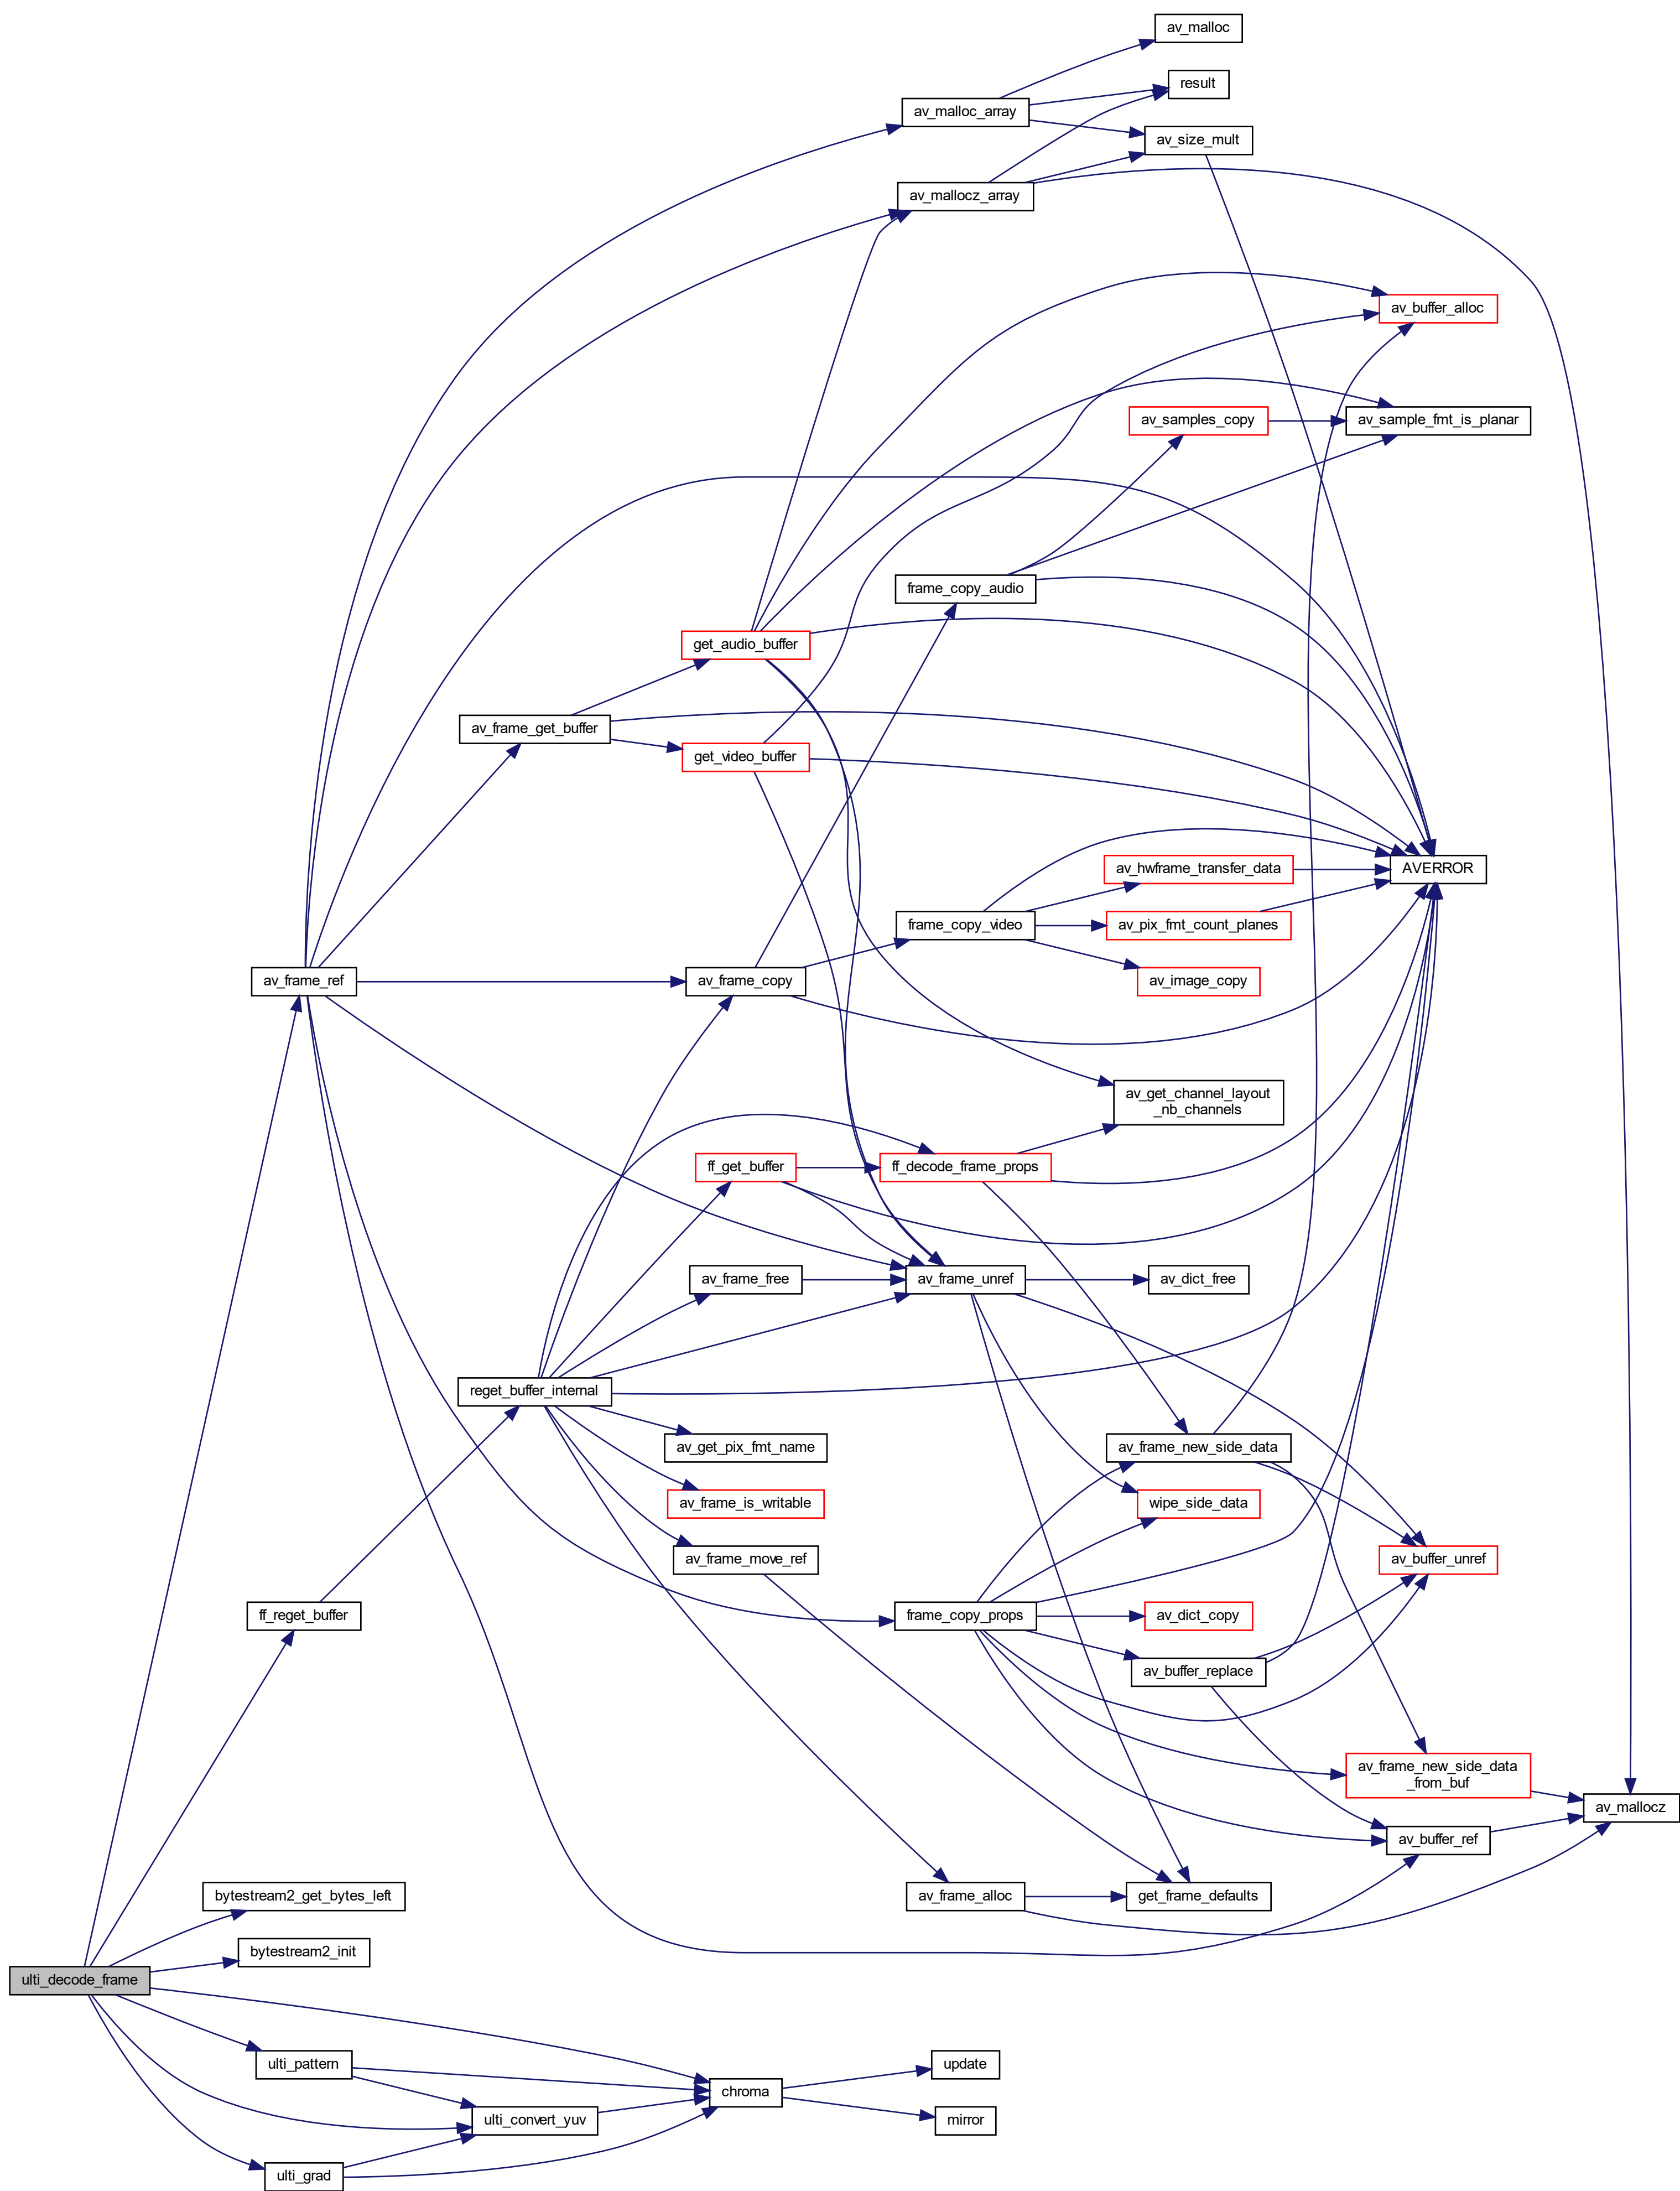 av_malloc
result
av_malloc_array
av_size_mult
av_mallocz_array
av_buffer_alloc
av_samples_copy
av_sample_fmt_is_planar
frame_copy_audio
get_audio_buffer
av_frame_get_buffer
get_video_buffer
av_hwframe_transfer_data
AVERROR
frame_copy_video
av_pix_fmt_count_planes
av_frame_ref
av_frame_copy
av_image_copy
av_get_channel_layout
_nb_channels
ff_get_buffer
ff_decode_frame_props
av_frame_free
av_frame_unref
av_dict_free
reget_buffer_internal
av_get_pix_fmt_name
av_frame_new_side_data
av_frame_is_writable
wipe_side_data
av_frame_move_ref
av_buffer_unref
ff_reget_buffer
frame_copy_props
av_dict_copy
av_buffer_replace
av_frame_new_side_data
_from_buf
av_mallocz
av_buffer_ref
bytestream2_get_bytes_left
av_frame_alloc
get_frame_defaults
bytestream2_init
ulti_decode_frame
ulti_pattern
update
chroma
ulti_convert_yuv
mirror
ulti_grad